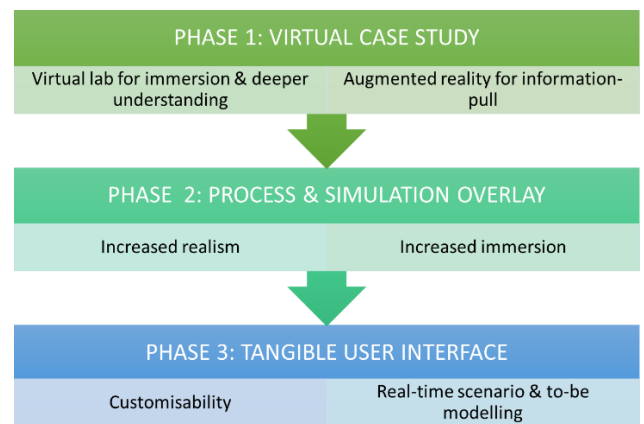 PHASE 1: VIRTUAL CASE STUDY
Virtual lab for immersion & deeper
understanding
Augmented reality for information-
pull
PHASE 2: PROCESS & SIMULATION OVERLAY
Increased realism
Increased immersion
PHASE 3: TANGIBLE USER INTERFACE
Customisability
Real-time scenario & to-be
modelling